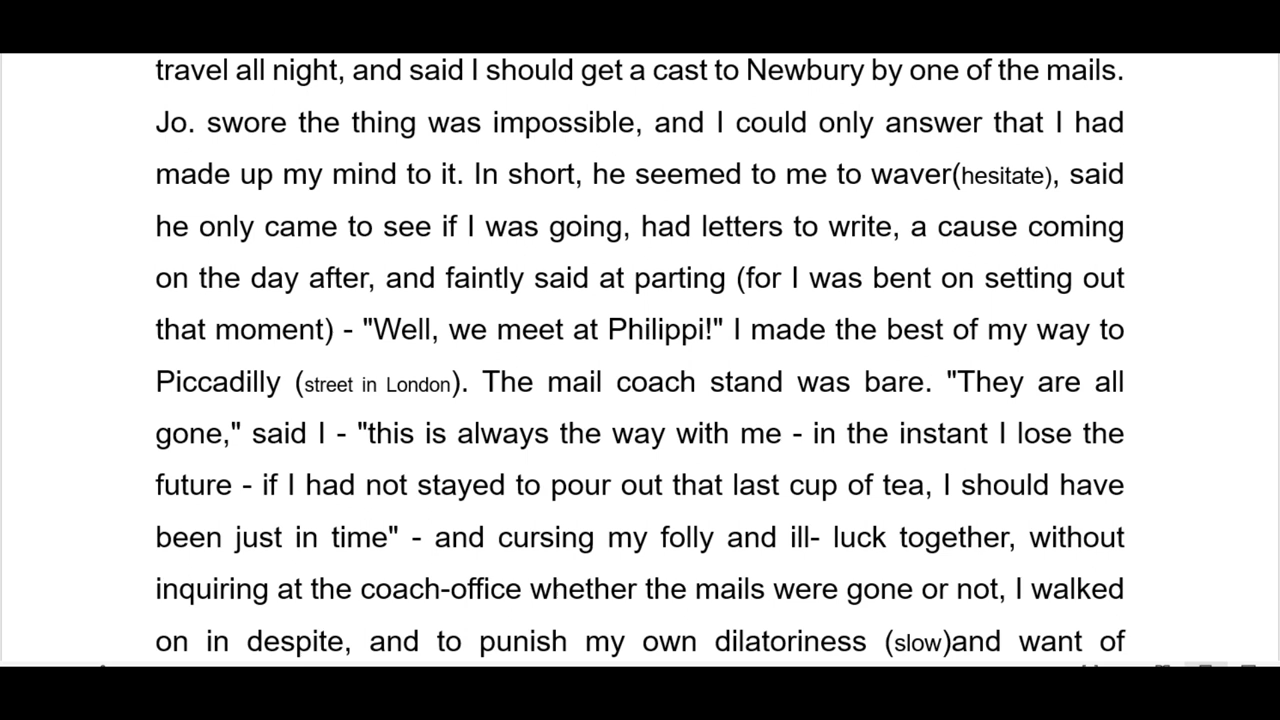 travel all night, and said I should get a cast to Newbury by one of the mails.
Jo. swore the thing was impossible, and I could only answer that I had
made up my mind to it. In short, he seemed to me to waver(hesitate), said
he only came to see if I was going, had letters to write, a cause coming
on the day after, and faintly said at parting (for I was bent on setting out
that moment) - "Well, we meet at Philippi!" I made the best of my way to
Piccadilly (street in London). The mail coach stand was bare. "They are all
gone," said I - "this is always the way with me - in the instant I lose the
future - if I had not stayed to pour out that last cup of tea, I should have
been just in time" - and cursing my folly and ill- luck together, without
inquiring at the coach-office whether the mails were gone or not, I walked
on in despite, and to punish my own dilatoriness (slow)and want of